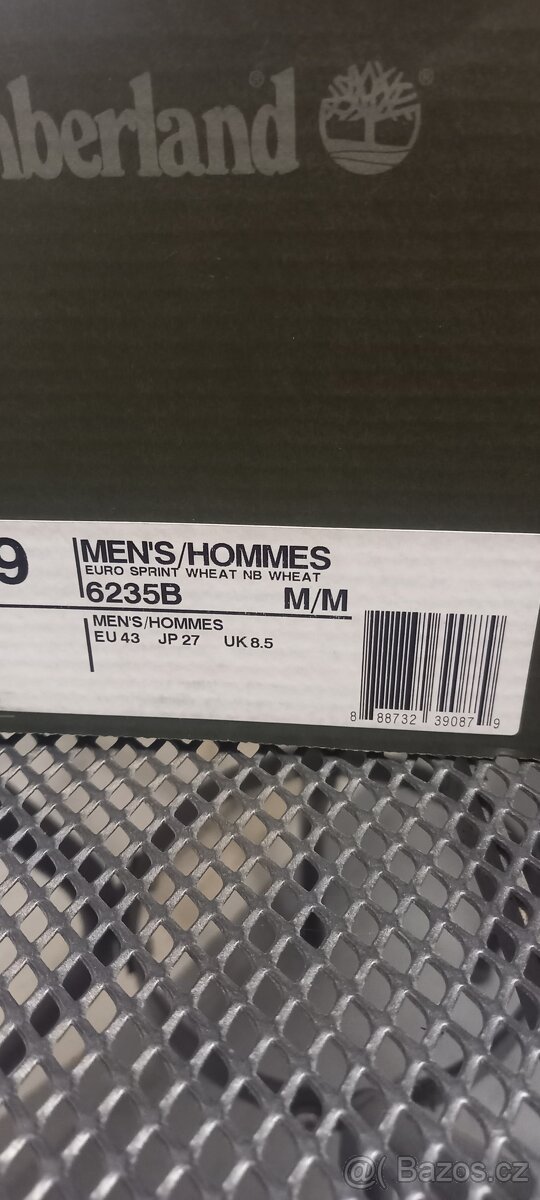 mberland®
®
9
MEN'S/HOMMES
EURO SPRINT WHEAT NB WHEAT
6235B M/M
MEN'S/HOMMES
EU 43 JP 27 UK 8.5
8 88732 39087 9
Bazoš.cz